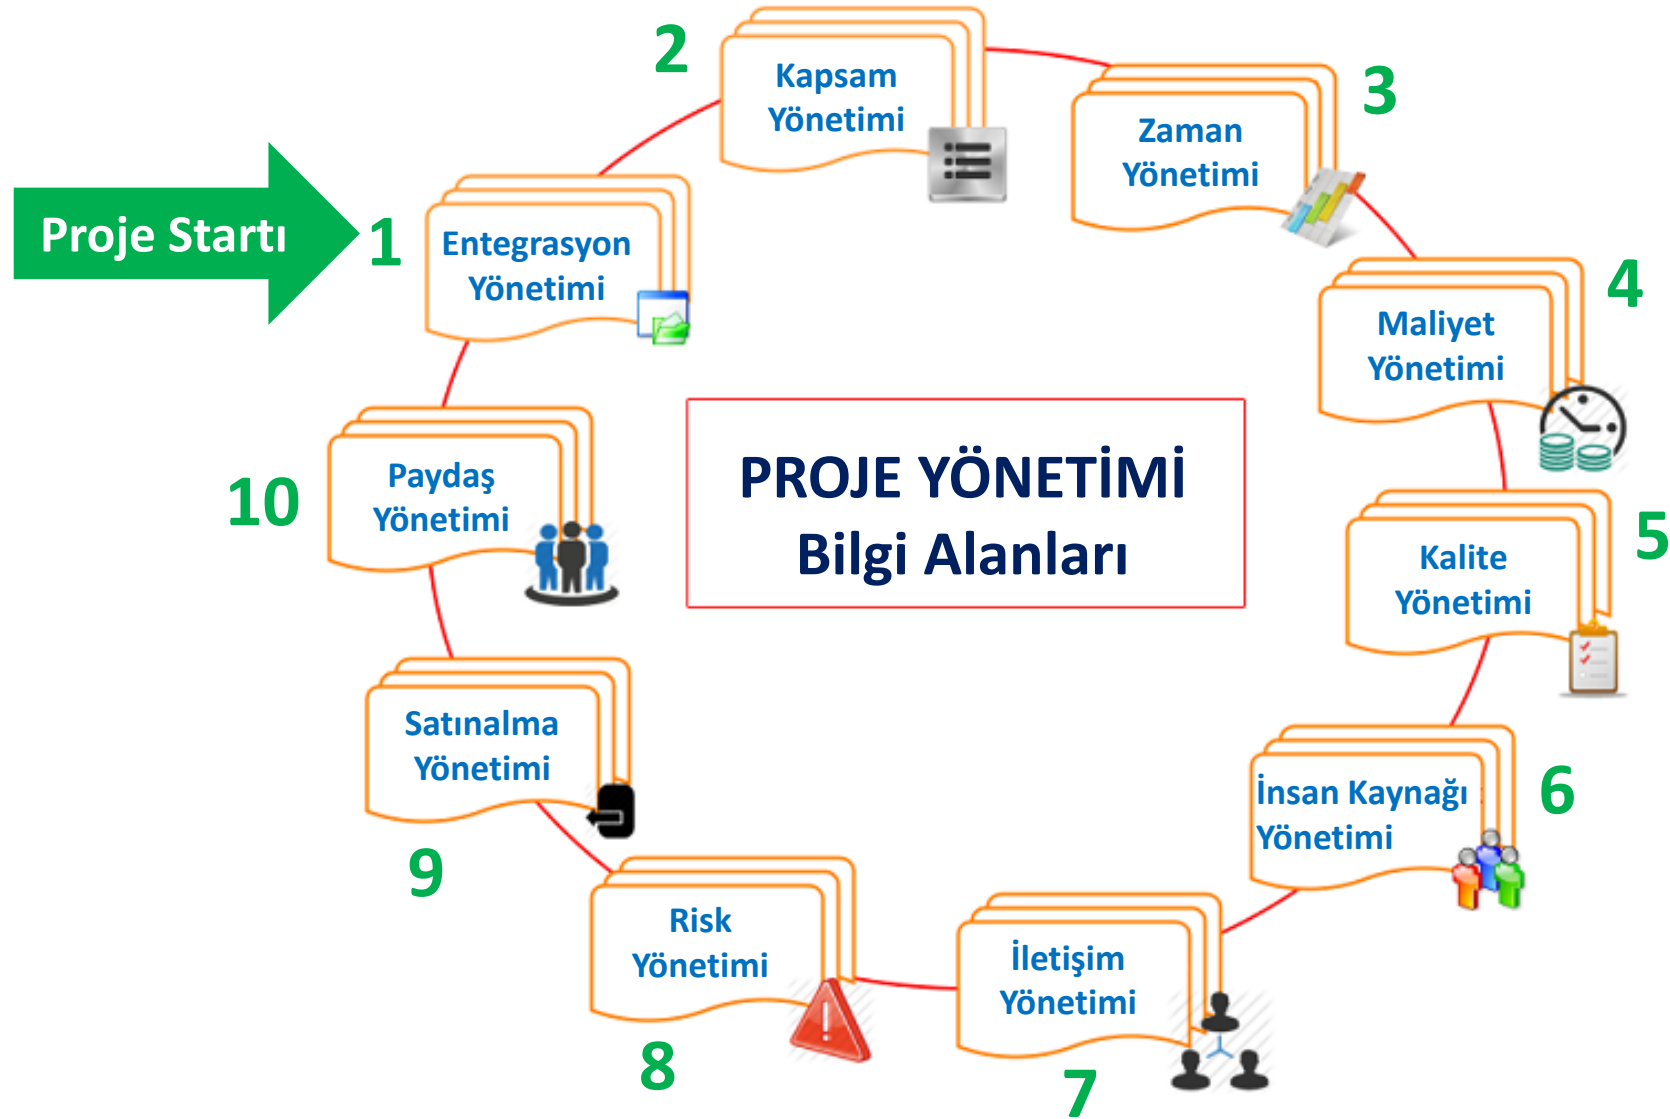 Proje Startı
1
Entegrasyon
Yönetimi
2
Kapsam
Yönetimi
3
Zaman
Yönetimi
4
Maliyet
Yönetimi
5
Kalite
Yönetimi
6
İnsan Kaynağı
Yönetimi
7
İletişim
Yönetimi
8
Risk
Yönetimi
9
Satınalma
Yönetimi
10
Paydaş
Yönetimi
PROJE YÖNETİMİ
Bilgi Alanları